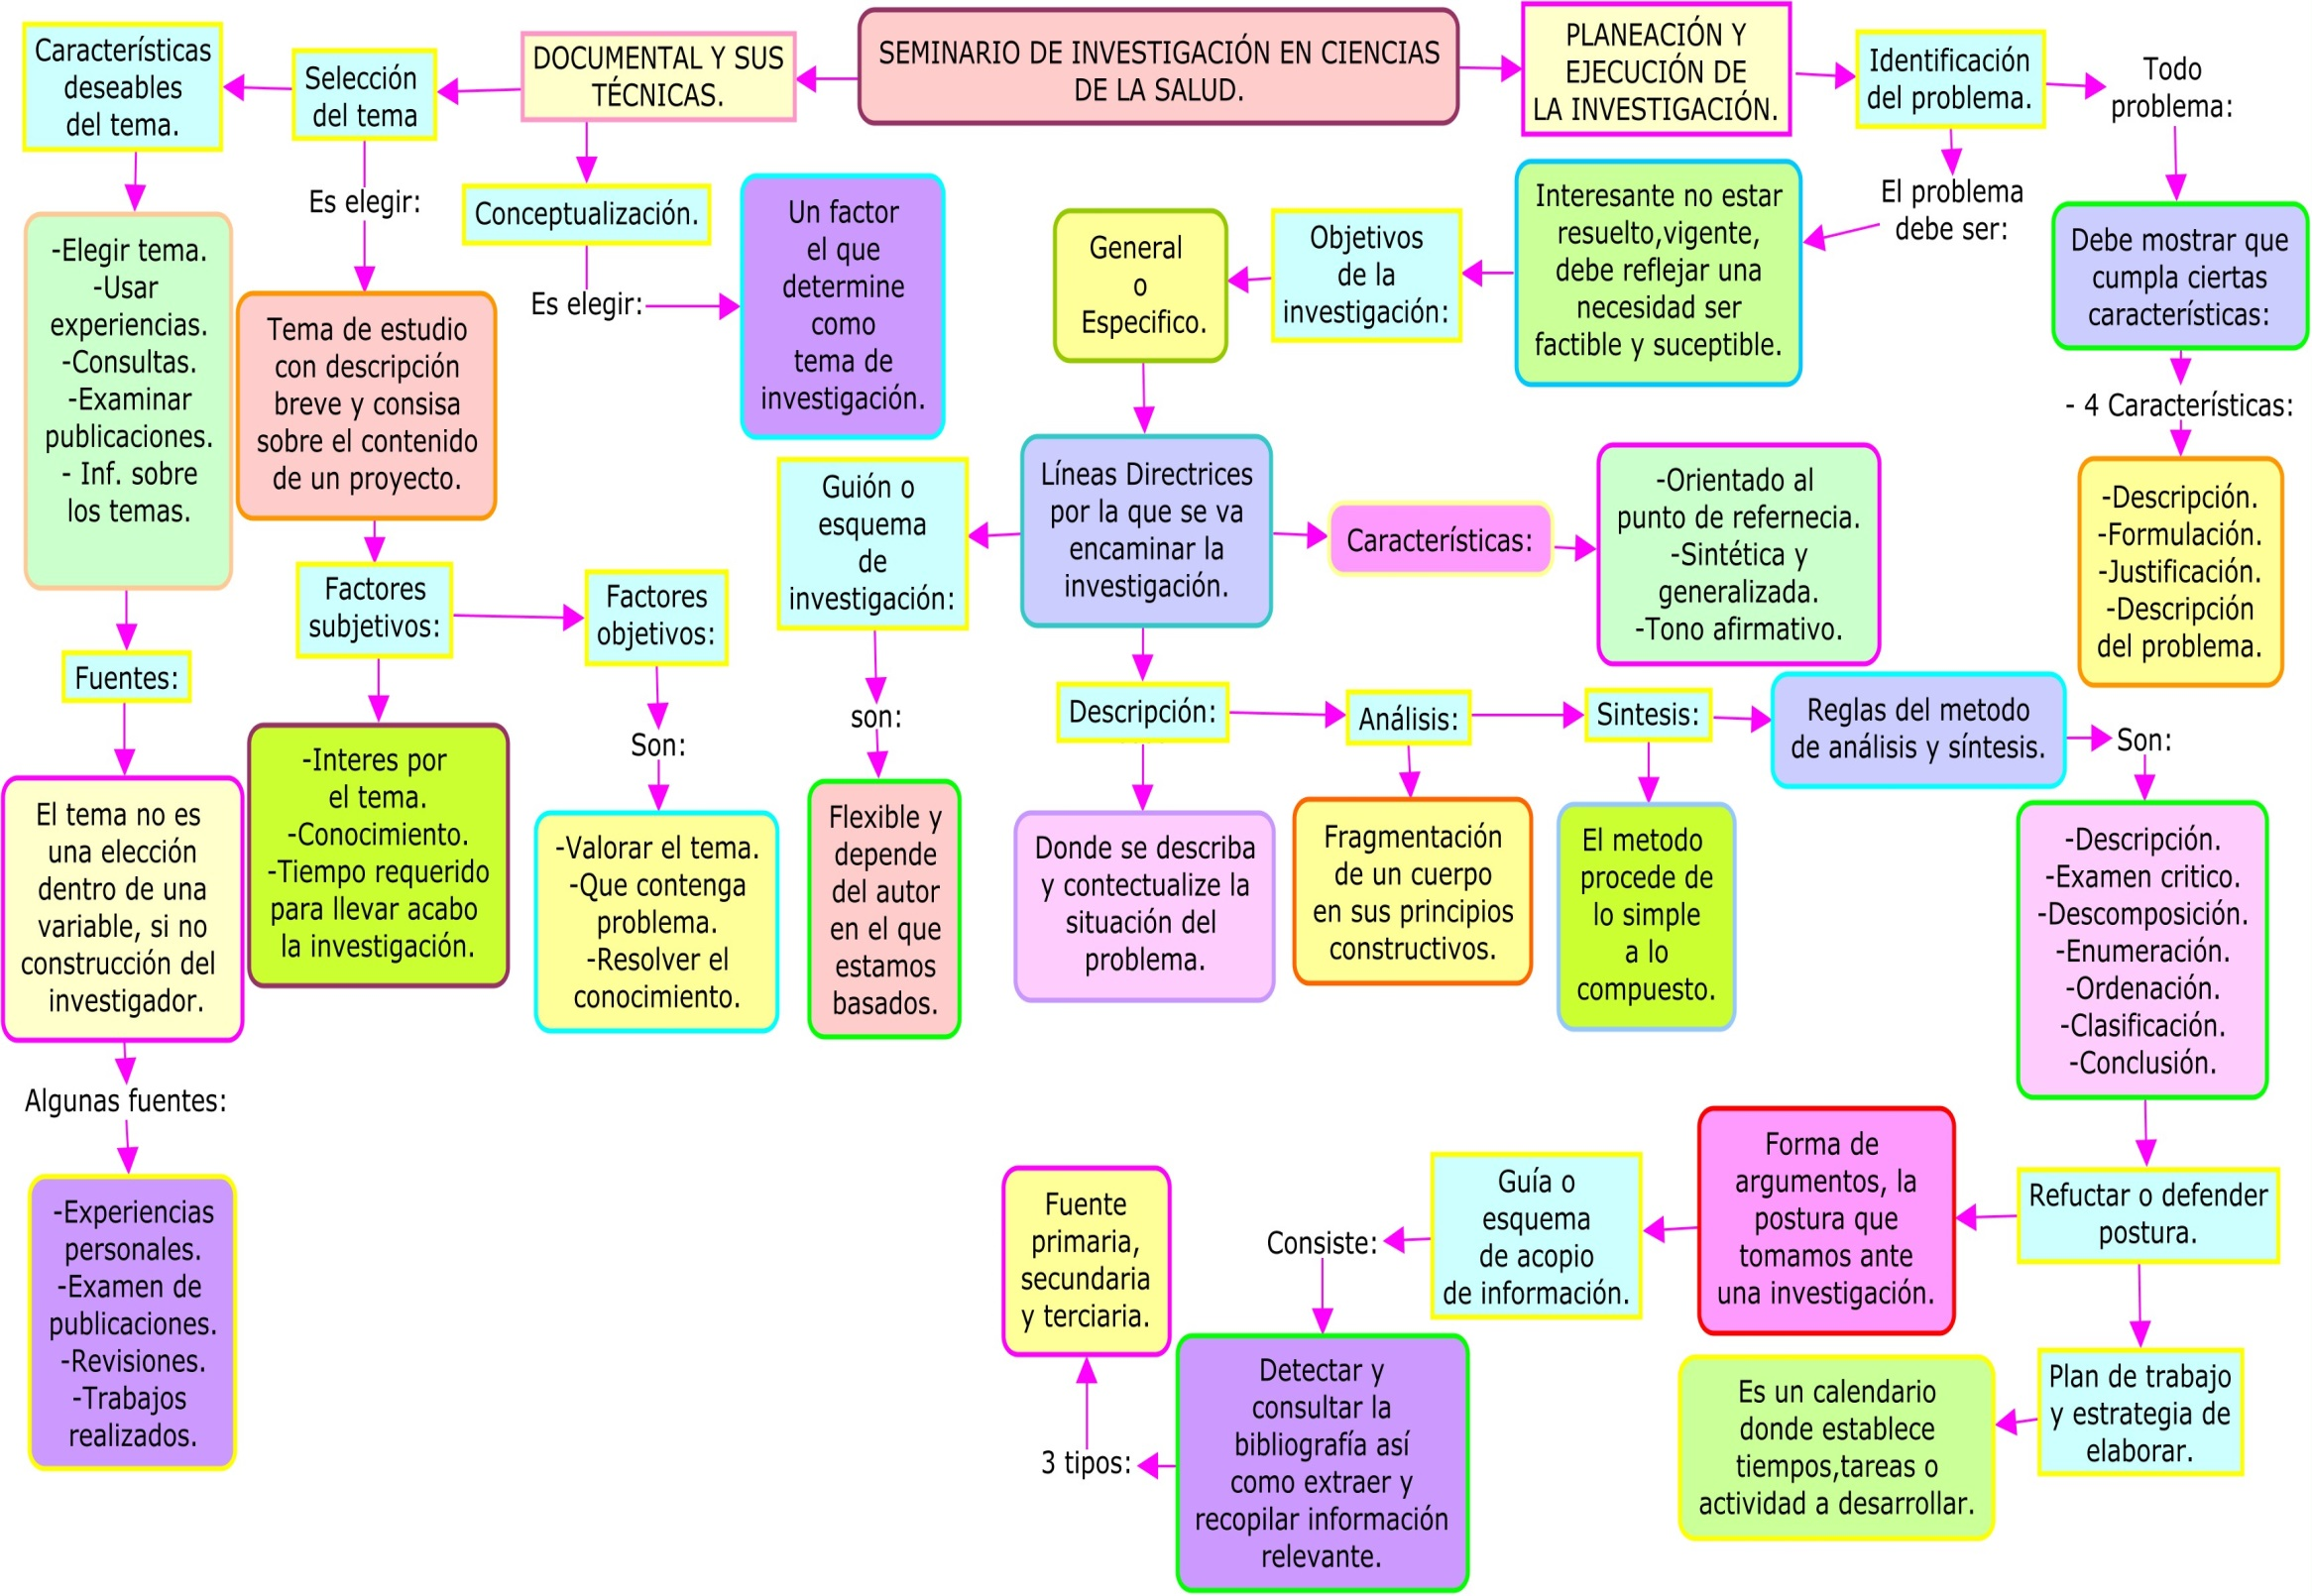 SEMINARIO DE INVESTIGACIÓN EN CIENCIAS
DE LA SALUD.
DOCUMENTAL Y SUS
TÉCNICAS.
Selección
del tema
Características
deseables
del tema.
-Elegir tema.
-Usar
experiencias.
-Consultas.
-Examinar
publicaciones.
- Inf. sobre
los temas.
Fuentes:
El tema no es
una elección
dentro de una
variable, si no
construcción del
investigador.
Algunas fuentes:
-Experiencias
personales.
-Examen de
publicaciones.
-Revisiones.
-Trabajos
realizados.
Es elegir:
Tema de estudio
con descripción
breve y consisa
sobre el contenido
de un proyecto.
Factores
subjetivos:
-Interes por
el tema.
-Conocimiento.
-Tiempo requerido
para llevar acabo
la investigación.
Factores
objetivos:
Son:
-Valorar el tema.
-Que contenga
problema.
-Resolver el
conocimiento.
Conceptualización.
Es elegir:
Un factor
el que
determine
como
tema de
investigación.
PLANEACIÓN Y
EJECUCIÓN DE
LA INVESTIGACIÓN.
Identificación
del problema.
Todo
problema:
Debe mostrar que
cumpla ciertas
características:
- 4 Características:
-Descripción.
-Formulación.
-Justificación.
-Descripción
del problema.
El problema
debe ser:
Interesante no estar
resuelto,vigente,
debe reflejar una
necesidad ser
factible y suceptible.
Objetivos
de la
investigación:
General
o
Especifico.
Líneas Directrices
por la que se va
encaminar la
investigación.
Características:
-Orientado al
punto de refernecia.
-Sintética y
generalizada.
-Tono afirmativo.
Guión o
esquema
de
investigación:
son:
Flexible y
depende
del autor
en el que
estamos
basados.
Descripción:
Donde se describa
y contectualize la
situación del
problema.
Análisis:
Fragmentación
de un cuerpo
en sus principios
constructivos.
Sintesis:
El metodo
procede de
lo simple
a lo
compuesto.
Reglas del metodo
de análisis y síntesis.
Son:
-Descripción.
-Examen critico.
-Descomposición.
-Enumeración.
-Ordenación.
-Clasificación.
-Conclusión.
Refuctar o defender
postura.
Forma de
argumentos, la
postura que
tomamos ante
una investigación.
Guía o
esquema
de acopio
de información.
Consiste:
Detectar y
consultar la
bibliografía así
como extraer y
recopilar información
relevante.
3 tipos:
Fuente
primaria,
secundaria
y terciaria.
Plan de trabajo
y estrategia de
elaborar.
Es un calendario
donde establece
tiempos,tareas o
actividad a desarrollar.